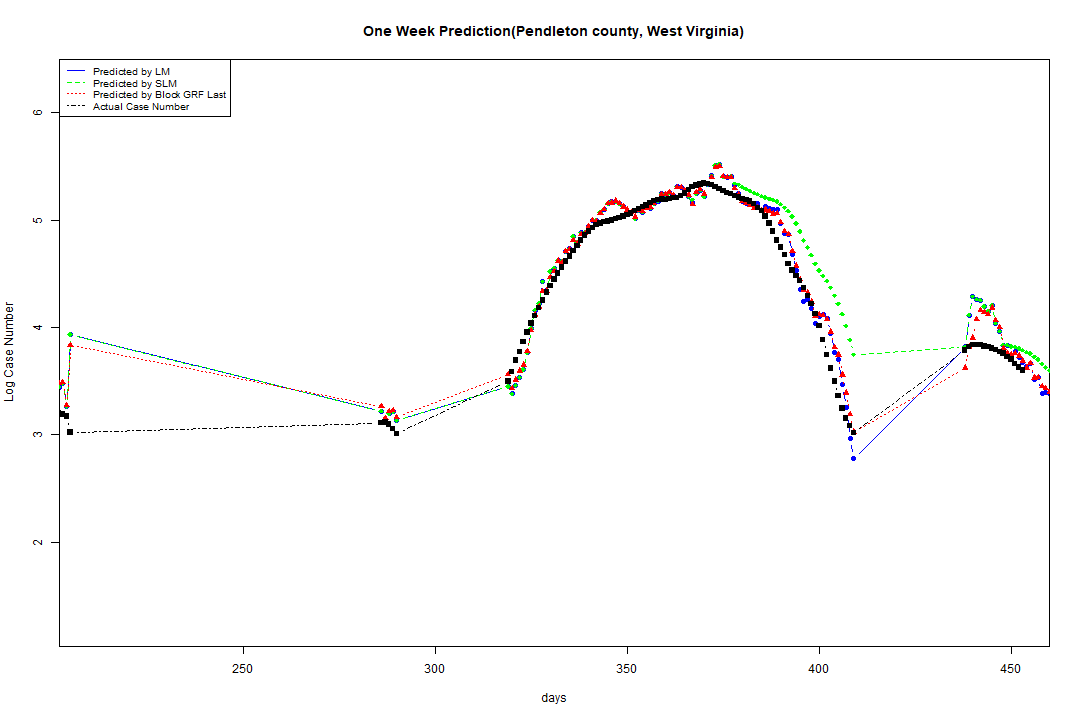 One Week Prediction(Pendleton county, West Virginia)
Predicted by LM
Predicted by SLM
Predicted by Block GRF Last
Actual Case Number
6
5
4
3
2
Log Case Number
250 300 350 400 450
days